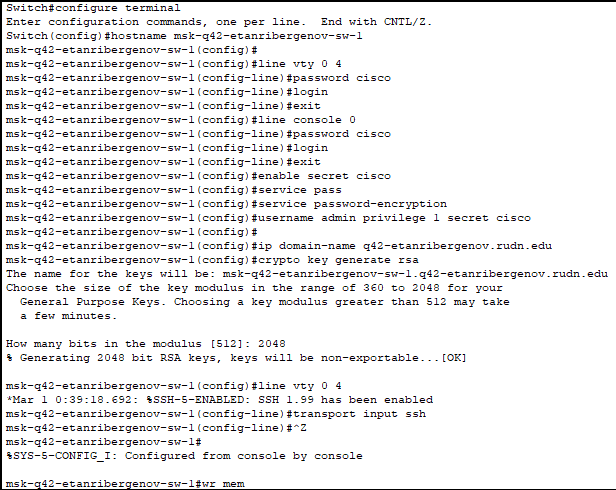 Switch#configure terminal
Enter configuration commands, one per line.  End with CNTL/Z.
Switch(config)#hostname msk-q42-etanribergenov-sw-1
msk-q42-etanribergenov-sw-1(config)#
msk-q42-etanribergenov-sw-1(config)#line vty 0 4
msk-q42-etanribergenov-sw-1(config-line)#password cisco
msk-q42-etanribergenov-sw-1(config-line)#login
msk-q42-etanribergenov-sw-1(config-line)#exit
msk-q42-etanribergenov-sw-1(config)#line console 0
msk-q42-etanribergenov-sw-1(config-line)#password cisco
msk-q42-etanribergenov-sw-1(config-line)#login
msk-q42-etanribergenov-sw-1(config-line)#exit
msk-q42-etanribergenov-sw-1(config)#enable secret cisco
msk-q42-etanribergenov-sw-1(config)#service pass
msk-q42-etanribergenov-sw-1(config)#service password-encryption
msk-q42-etanribergenov-sw-1(config)#username admin privilege 1 secret cisco
msk-q42-etanribergenov-sw-1(config)#
msk-q42-etanribergenov-sw-1(config)#ip domain-name q42-etanribergenov.rudn.edu
msk-q42-etanribergenov-sw-1(config)#crypto key generate rsa
The name for the keys will be: msk-q42-etanribergenov-sw-1.q42-etanribergenov.rudn.edu
Choose the size of the key modulus in the range of 360 to 2048 for your
  General Purpose Keys. Choosing a key modulus greater than 512 may take
  a few minutes.

How many bits in the modulus [512]: 2048
% Generating 2048 bit RSA keys, keys will be non-exportable...[OK]

msk-q42-etanribergenov-sw-1(config)#line vty 0 4
*Mar 1 0:39:18.692: %SSH-5-ENABLED: SSH 1.99 has been enabled
msk-q42-etanribergenov-sw-1(config-line)#transport input ssh
msk-q42-etanribergenov-sw-1(config-line)#^Z
msk-q42-etanribergenov-sw-1#
%SYS-5-CONFIG_I: Configured from console by console

msk-q42-etanribergenov-sw-1#wr mem